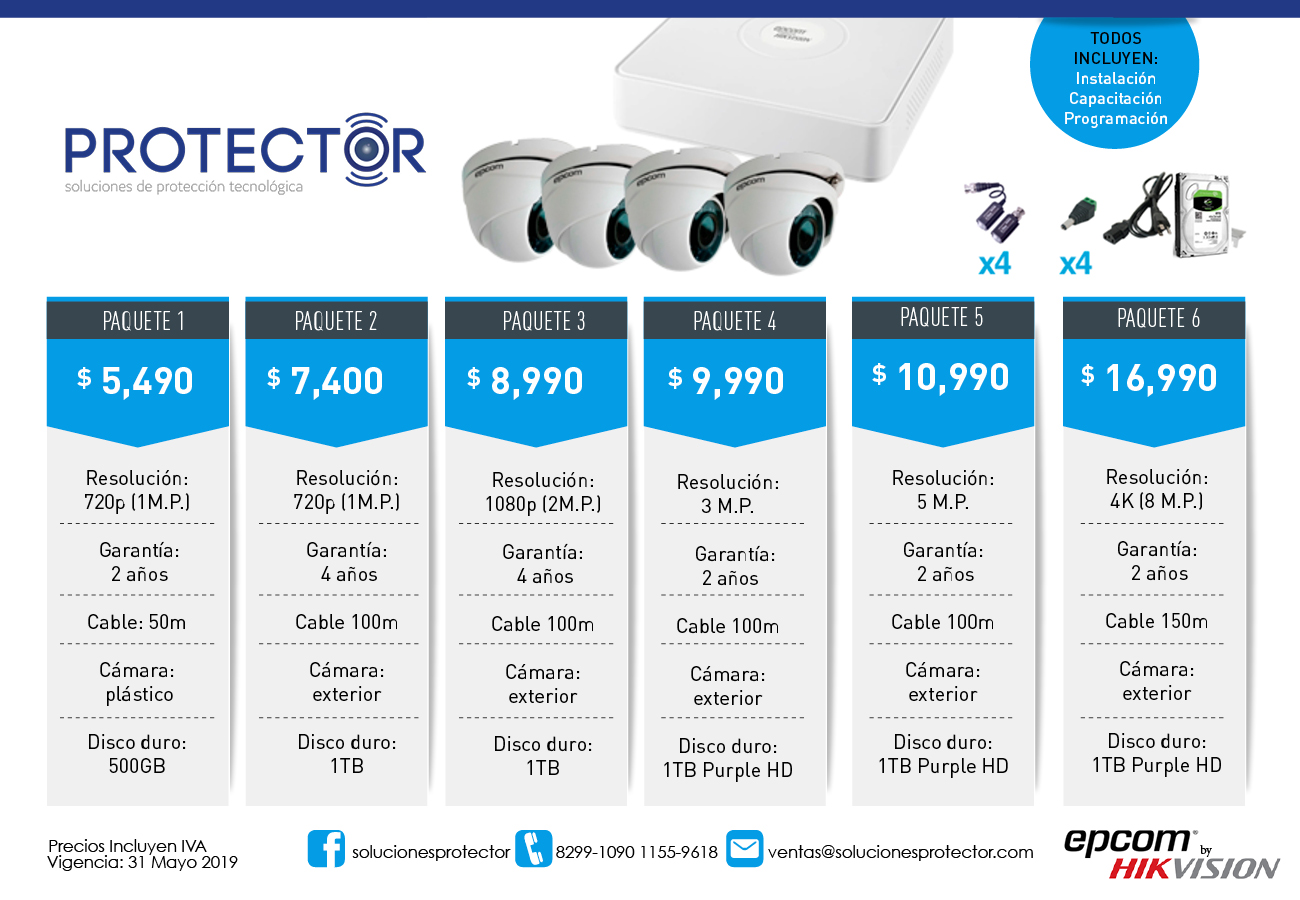 TODOS
INCLUYEN:
Instalación
Capacitación
Programación
PROTECTOR
soluciones de protección tecnológica
epcom
HIKVISION
epcom
epcom
epcom
epcom
x4
x4
PAQUETE 1
$ 5,490
Resolución:
720p (1M.P.)
Garantía:
2 años
Cable: 50m
Cámara:
plástico
Disco duro:
500GB
PAQUETE 2
$ 7,400
Resolución:
720p (1M.P.)
Garantía:
4 años
Cable 100m
Cámara:
exterior
Disco duro:
1TB
PAQUETE 3
$ 8,990
Resolución:
1080p (2M.P.)
Garantía:
4 años
Cable 100m
Cámara:
exterior
Disco duro:
1TB
PAQUETE 4
$ 9,990
Resolución:
3 M.P.
Garantía:
2 años
Cable 100m
Cámara:
exterior
Disco duro:
1TB Purple HD
PAQUETE 5
$ 10,990
Resolución:
5 M.P.
Garantía:
2 años
Cable 100m
Cámara:
exterior
Disco duro:
1TB Purple HD
PAQUETE 6
$ 16,990
Resolución:
4K (8 M.P.)
Garantía:
2 años
Cable 150m
Cámara:
exterior
Disco duro:
1TB Purple HD
Precios Incluyen IVA
Vigencia: 31 Mayo 2019
solucionesprotector
8299-1090 1155-9618
ventas@solucionesprotector.com
epcom®
by
HIKVISION